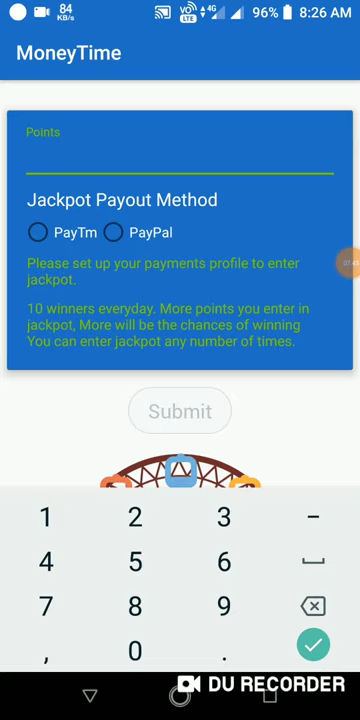 84
KB/s
VO
LTE
4G
96%
8:26 AM
MoneyTime
Points
Jackpot Payout Method
PayTm
PayPal
Please set up your payments profile to enter
jackpot.
10 winners everyday. More points you enter in
jackpot, More will be the chances of winning
You can enter jackpot any number of times.
Submit
1 2 3 -
4 5 6
7 8 9
, 0 .
DU RECORDER